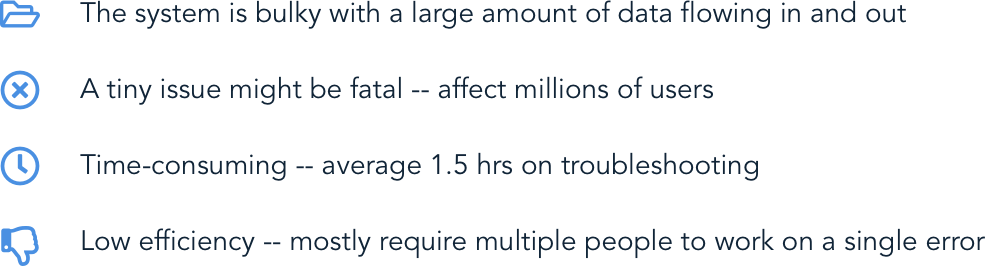 The system is bulky with a large amount of data flowing in and out
A tiny issue might be fatal -- affect millions of users
Time-consuming -- average 1.5 hrs on troubleshooting
Low efficiency -- mostly require multiple people to work on a single error